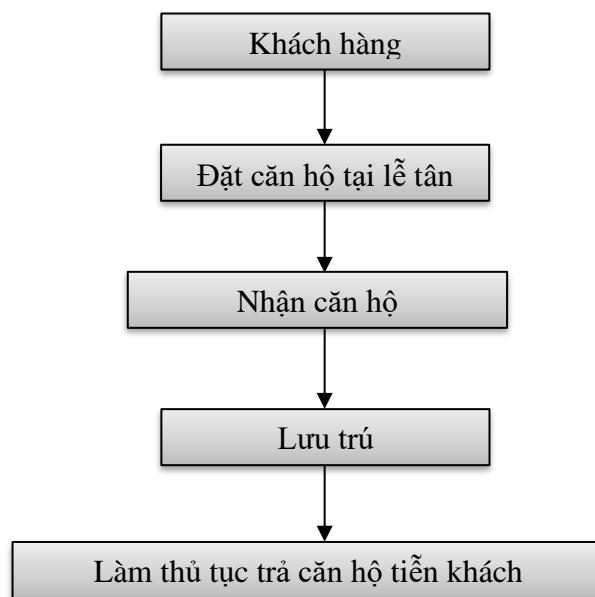 Khách hàng
Đặt căn hộ tại lễ tân
Nhận căn hộ
Lưu trú
Làm thủ tục trả căn hộ tiễn khách